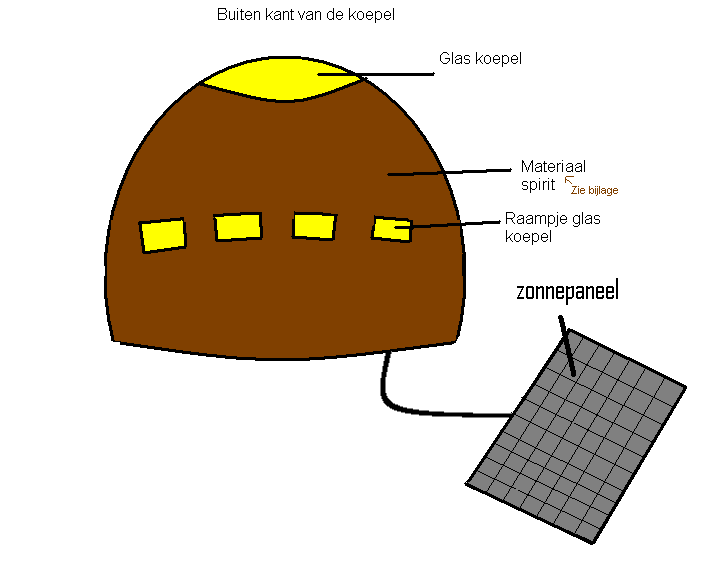 Buiten kant van de koepel
Glas koepel
Materiaal
spirit
Zie bijlage
Raampje glas
koepel
zonnepaneel